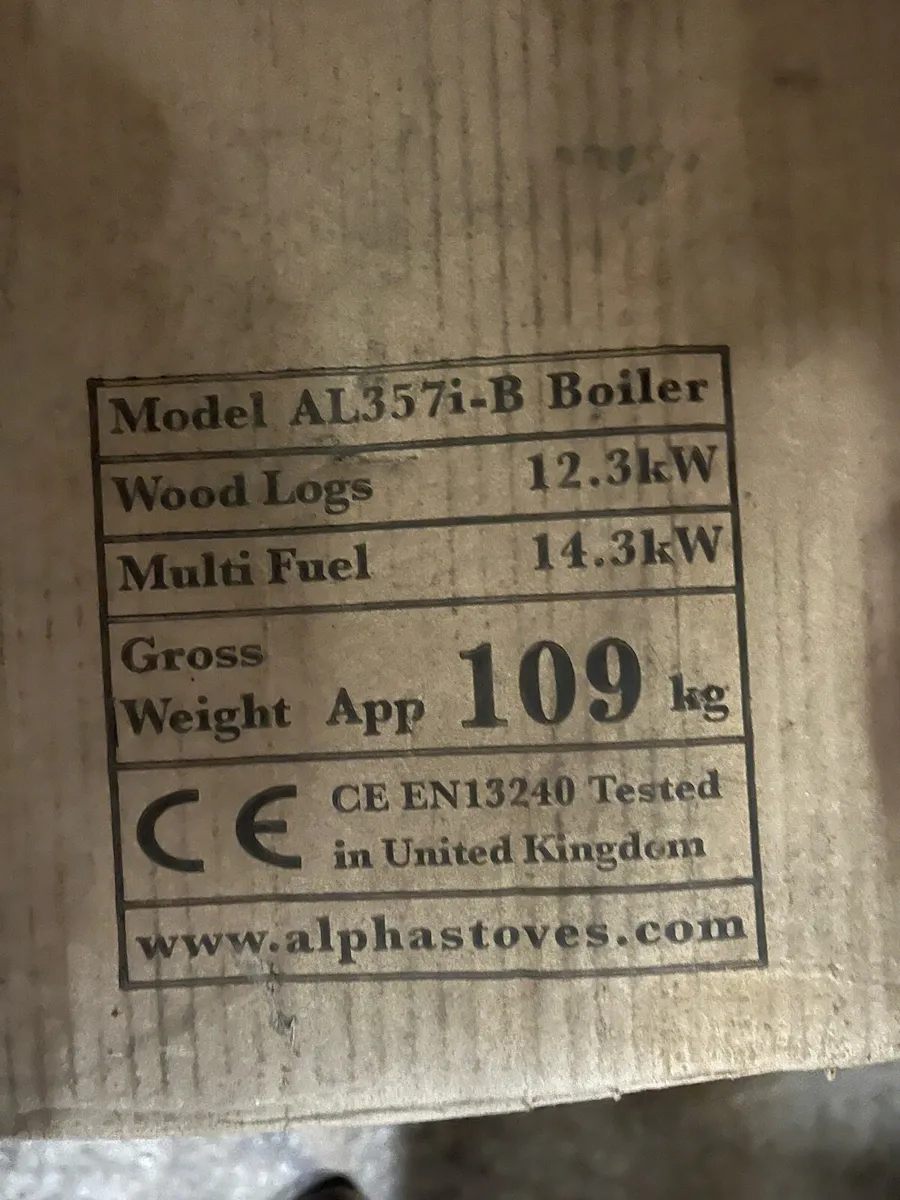 Model AL357i-B Boiler
Wood Logs 12.3kW
Multi Fuel 14.3kW
Gross
Weight App 109 kg
CE CE EN13240 Tested
in United Kingdom
www.alphastoves.com